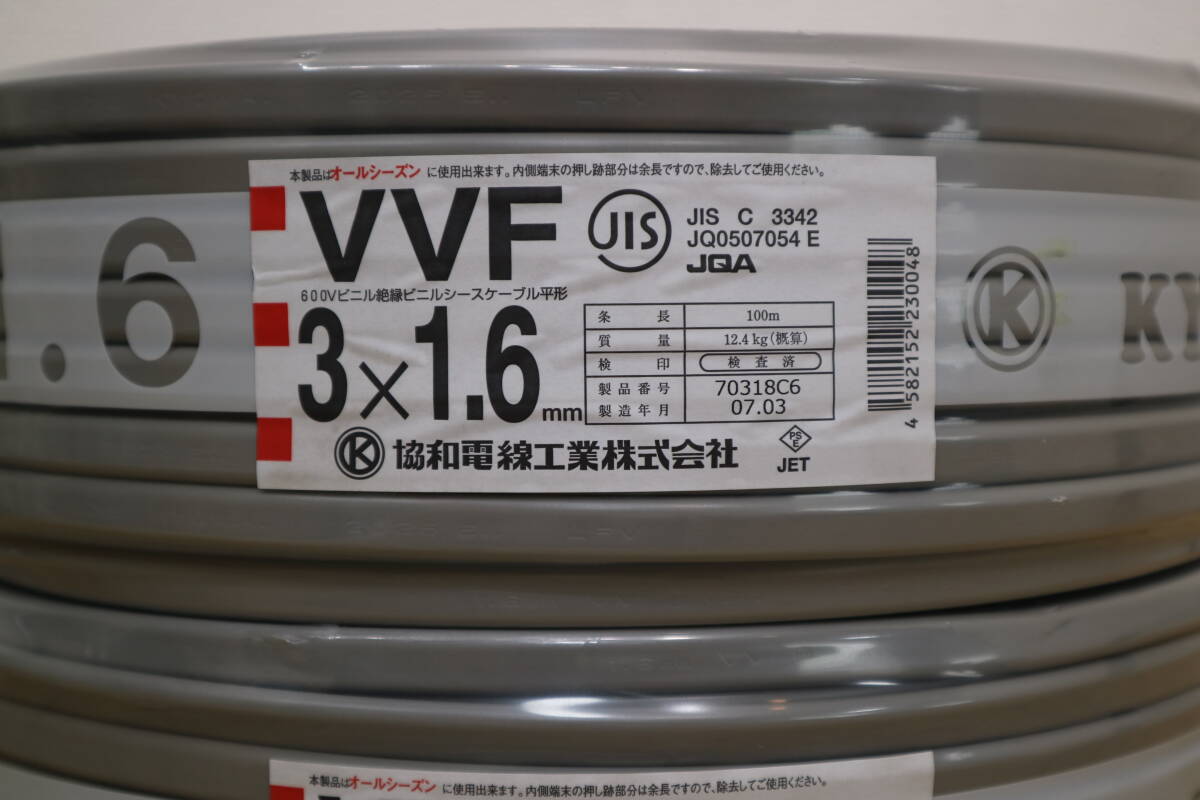 本製品はオールシーズンに使用出来ます。内側端末の押し跡部分は余長ですので、除去してご使用ください。
VVF
JIS
JIS C 3342
JQ0507054 E
JQA
600Vビニル絶縁ビニルシースケーブル平形
3×1.6mm
条長 100m
質量 12.4kg(概算)
検印 検査済
製品番号 70318C6
製造年月 07.03
K 協和電線工業株式会社
PS
E
JET
4582152230048
1.6
K KY
本製品はオールシーズンに使用出来ます。内側端末の押し跡部分は余長ですので、除去してご使用ください。